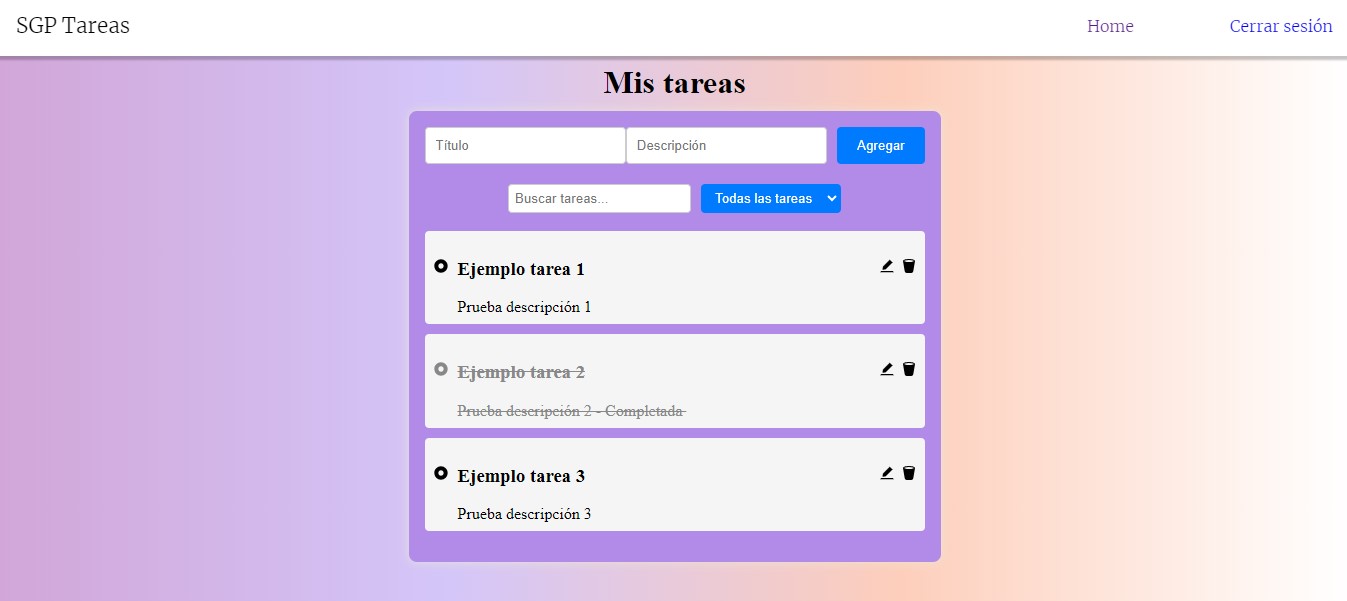 SGP Tareas
Home
Cerrar sesión
Mis tareas
Título
Descripción
Agregar
Buscar tareas...
Todas las tareas
Ejemplo tarea 1
Prueba descripción 1
Ejemplo tarea 2
Prueba descripción 2 - Completada
Ejemplo tarea 3
Prueba descripción 3